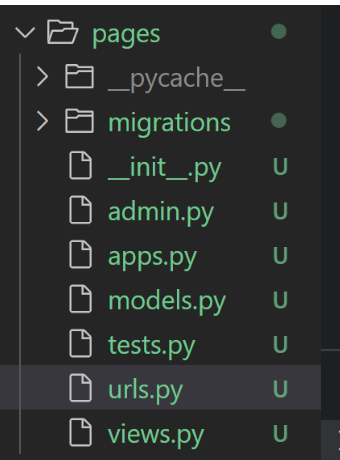 pages
__pycache__
migrations
__init__.py U
admin.py U
apps.py U
models.py U
tests.py U
urls.py U
views.py U